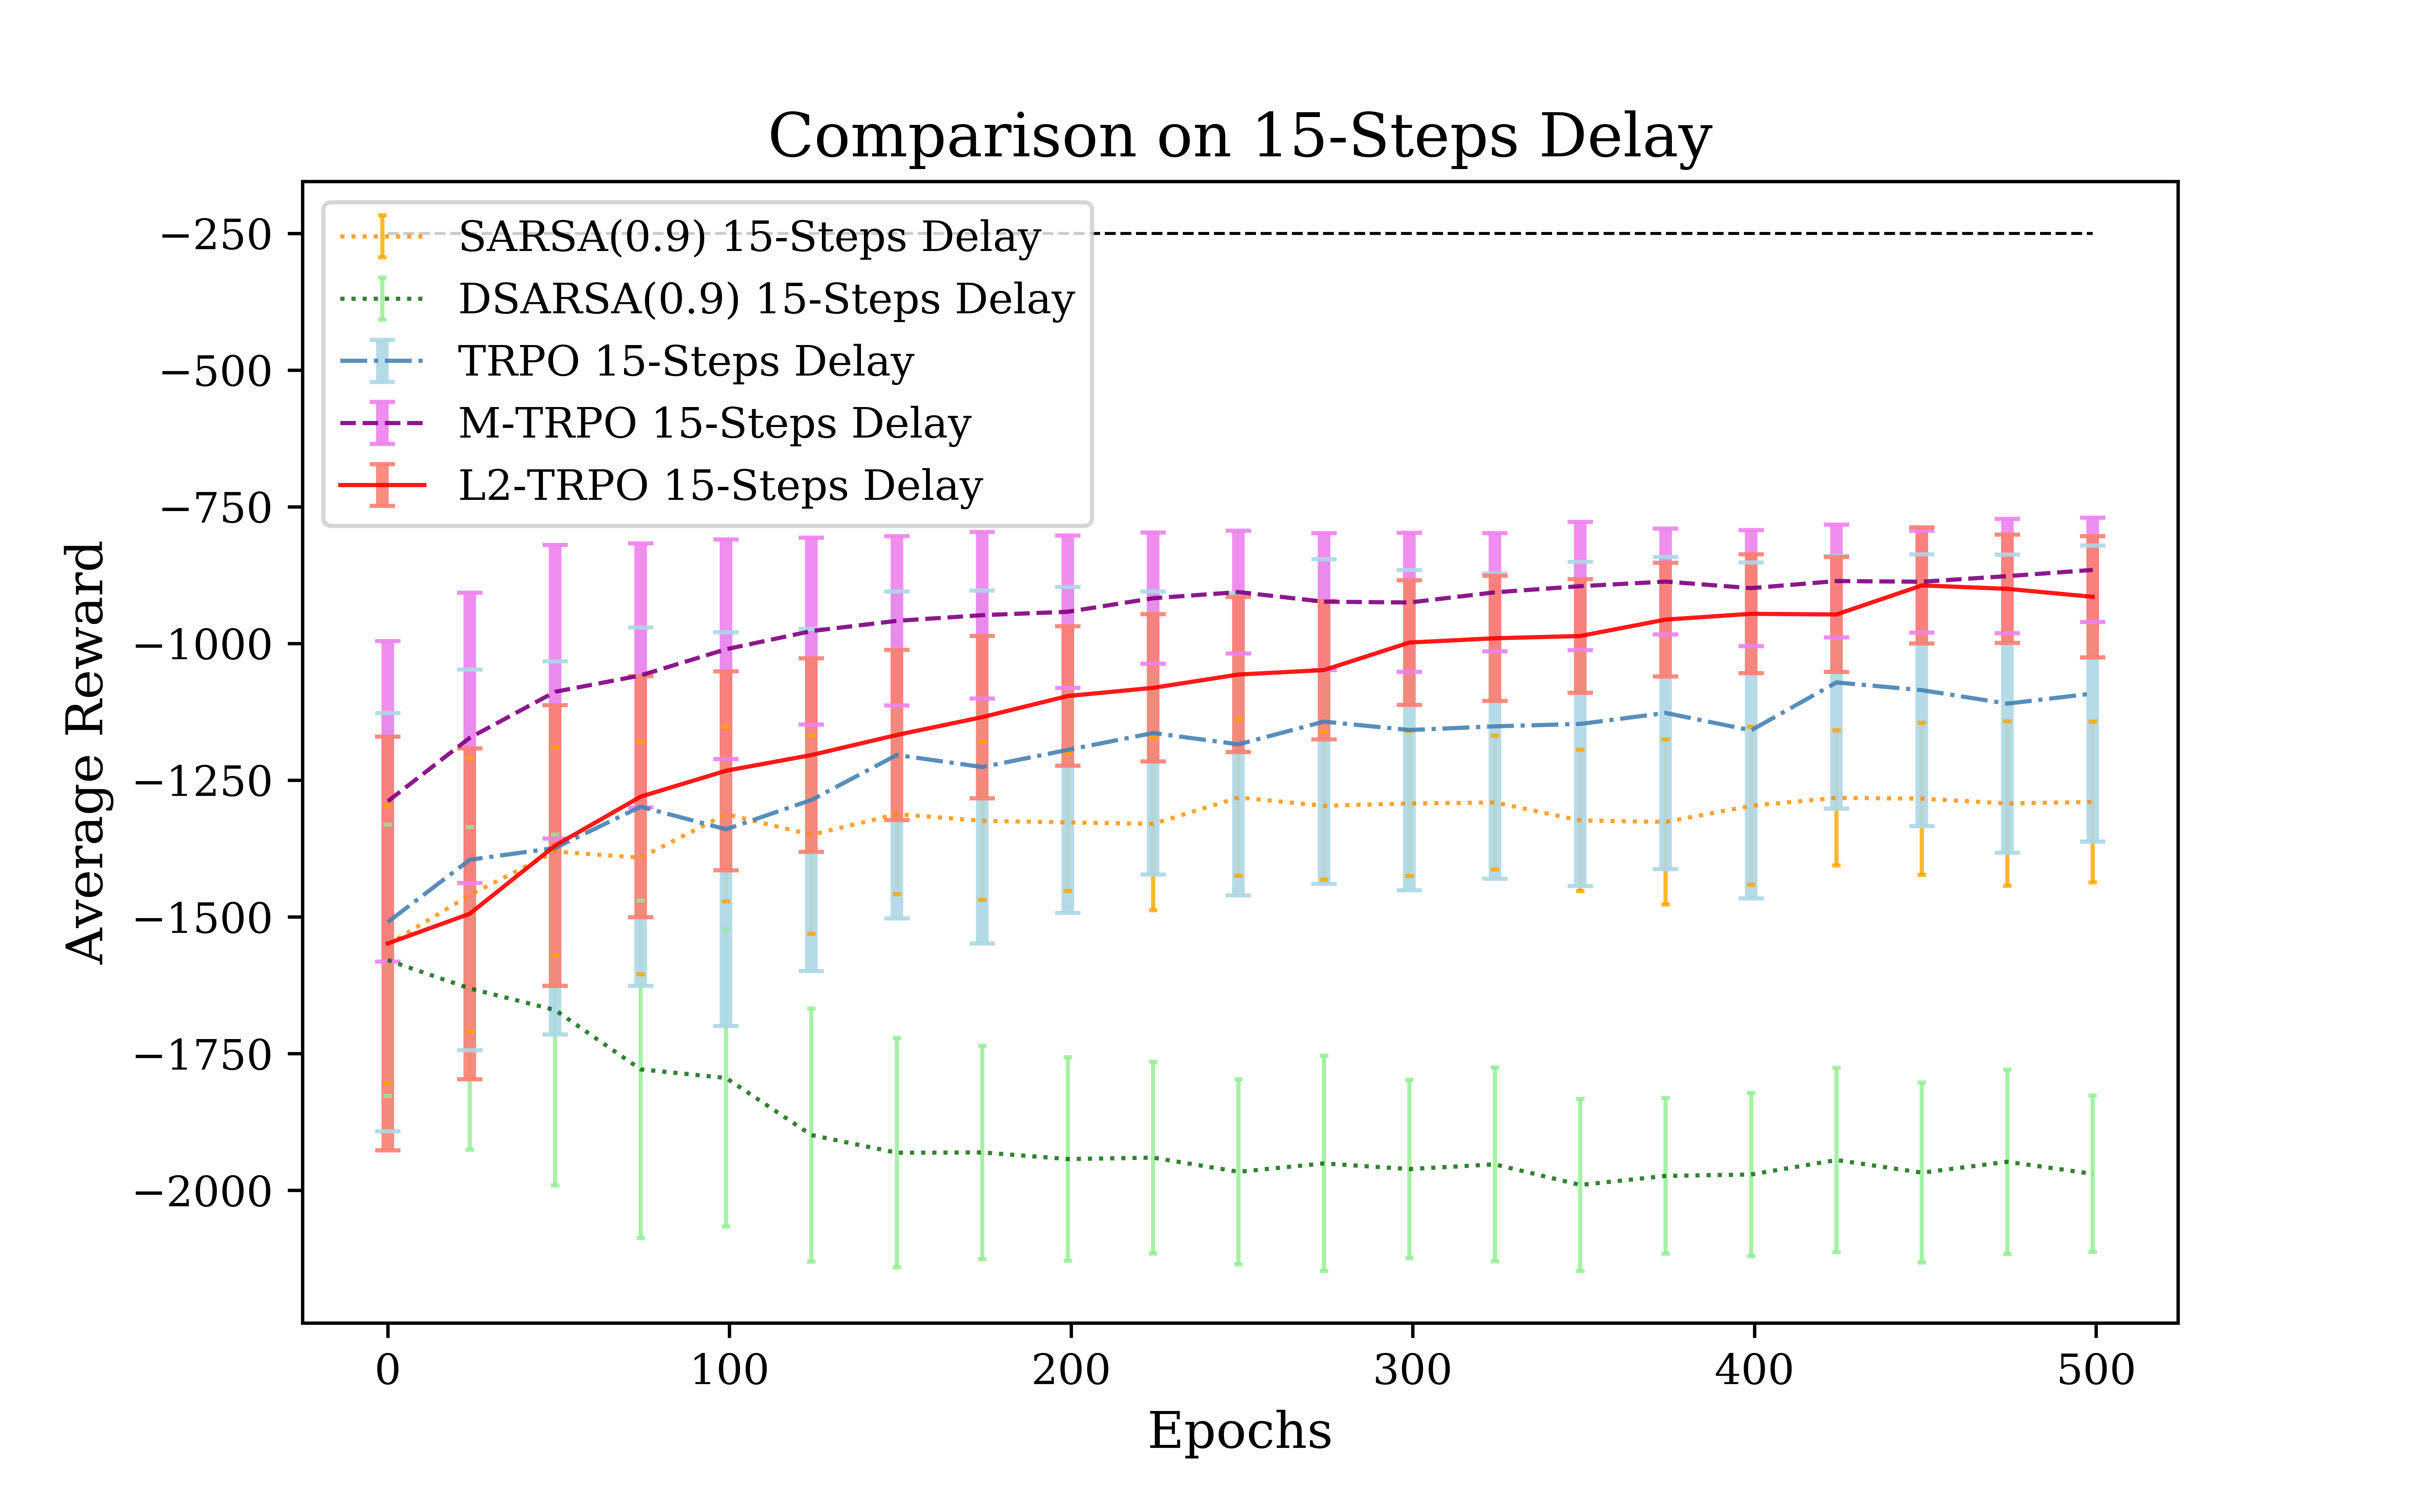 Comparison on 15-Steps Delay
−250
−500
−750
−1000
−1250
−1500
−1750
−2000
Average Reward
SARSA(0.9) 15-Steps Delay
DSARSA(0.9) 15-Steps Delay
TRPO 15-Steps Delay
M-TRPO 15-Steps Delay
L2-TRPO 15-Steps Delay
0 100 200 300 400 500
Epochs